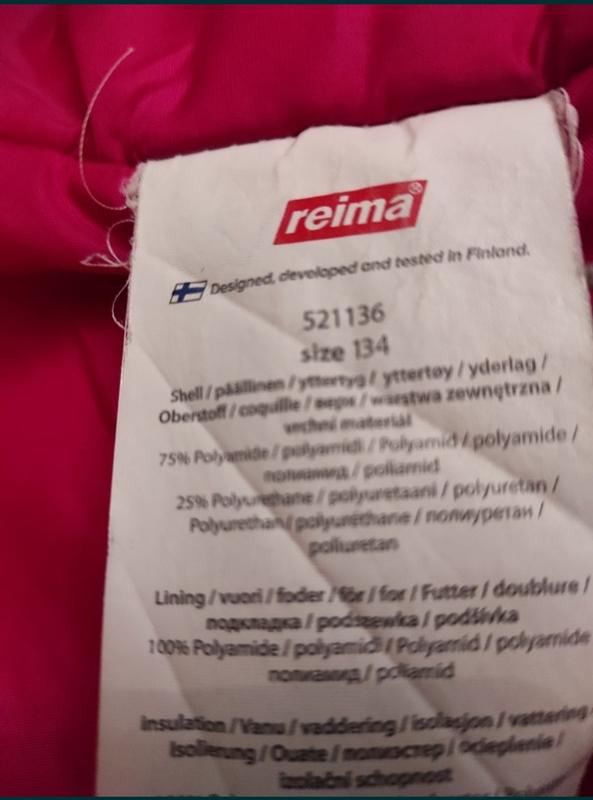 reima®
Designed, developed and tested in Finland.
521136
size 134
Shell / päällinen / yttertyg / yttertøy / yderlag /
Oberstoff / coquille / верх / warstwa zewnętrzna /
vrchní materiál
75% Polyamide / polyamidi / Polyamid / polyamide /
полиамид / poliamid
25% Polyurethane / polyuretaani / polyuretan /
Polyurethan / polyuréthane / полиуретан /
poliuretan
Lining / vuori / foder / fôr / for / Futter / doublure /
подкладка / podszewka / podšívka
100% Polyamide / polyamidi / Polyamid / polyamide
полиамид / poliamid
Insulation / Vanu / vaddering / isolasjon / vattering
Isolierung / Ouate / полиэстер / ocieplenie /
izolační schopnost